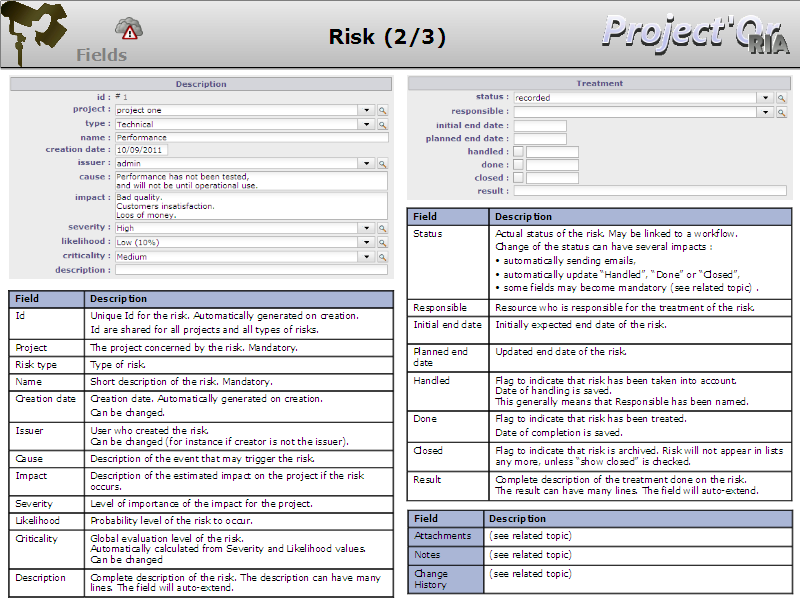 Fields
Risk (2/3)
Project'Or
RIA
Description
id : # 1
project : project one
type : Technical
name : Performance
creation date : 10/09/2011
issuer : admin
cause : Performance has not been tested,
and will not be until operational use.
impact : Bad quality.
Customers insatisfaction.
Loos of money.
severity : High
likelihood : Low (10%)
criticality : Medium
description :
Field Description
Id Unique Id for the risk. Automatically generated on creation.
Id are shared for all projects and all types of risks.
Project The project concerned by the risk. Mandatory.
Risk type Type of risk.
Name Short description of the risk. Mandatory.
Creation date Creation date. Automatically generated on creation.
Can be changed.
Issuer User who created the risk.
Can be changed (for instance if creator is not the issuer).
Cause Description of the event that may trigger the risk.
Impact Description of the estimated impact on the project if the risk
occurs.
Severity Level of importance of the impact for the project.
Likelihood Probability level of the risk to occur.
Criticality Global evaluation level of the risk.
Automatically calculated from Severity and Likelihood values.
Can be changed
Description Complete description of the risk. The description can have many
lines. The field will auto-extend.
Treatment
status : recorded
responsible :
initial end date :
planned end date :
handled :
done :
closed :
result :
Field Description
Status Actual status of the risk. May be linked to a workflow.
Change of the status can have several impacts :
• automatically sending emails,
• automatically update “Handled”, “Done” or “Closed”,
• some fields may become mandatory (see related topic) .
Responsible Resource who is responsible for the treatment of the risk.
Initial end date Initially expected end date of the risk.
Planned end Updated end date of the risk.
date
Handled Flag to indicate that risk has been taken into account.
Date of handling is saved.
This generally means that Responsible has been named.
Done Flag to indicate that risk has been treated.
Date of completion is saved.
Closed Flag to indicate that risk is archived. Risk will not appear in lists
any more, unless “show closed” is checked.
Result Complete description of the treatment done on the risk.
The result can have many lines. The field will auto-extend.
Field Description
Attachments (see related topic)
Notes (see related topic)
Change (see related topic)
History